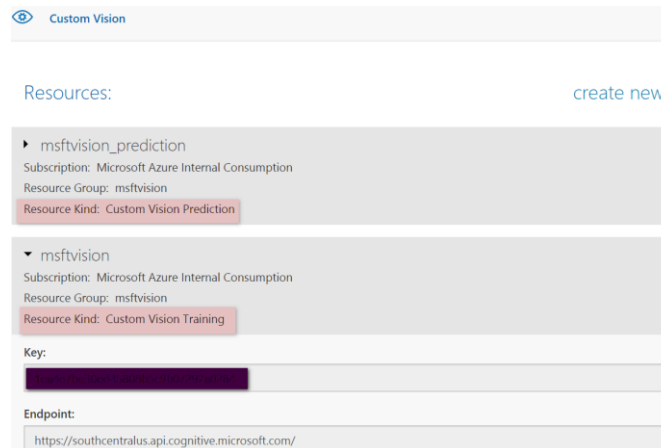 Custom Vision
Resources:
create new
msftvision_prediction
Subscription: Microsoft Azure Internal Consumption
Resource Group: msftvision
Resource Kind: Custom Vision Prediction
msftvision
Subscription: Microsoft Azure Internal Consumption
Resource Group: msftvision
Resource Kind: Custom Vision Training
Key:
Endpoint:
https://southcentralus.api.cognitive.microsoft.com/